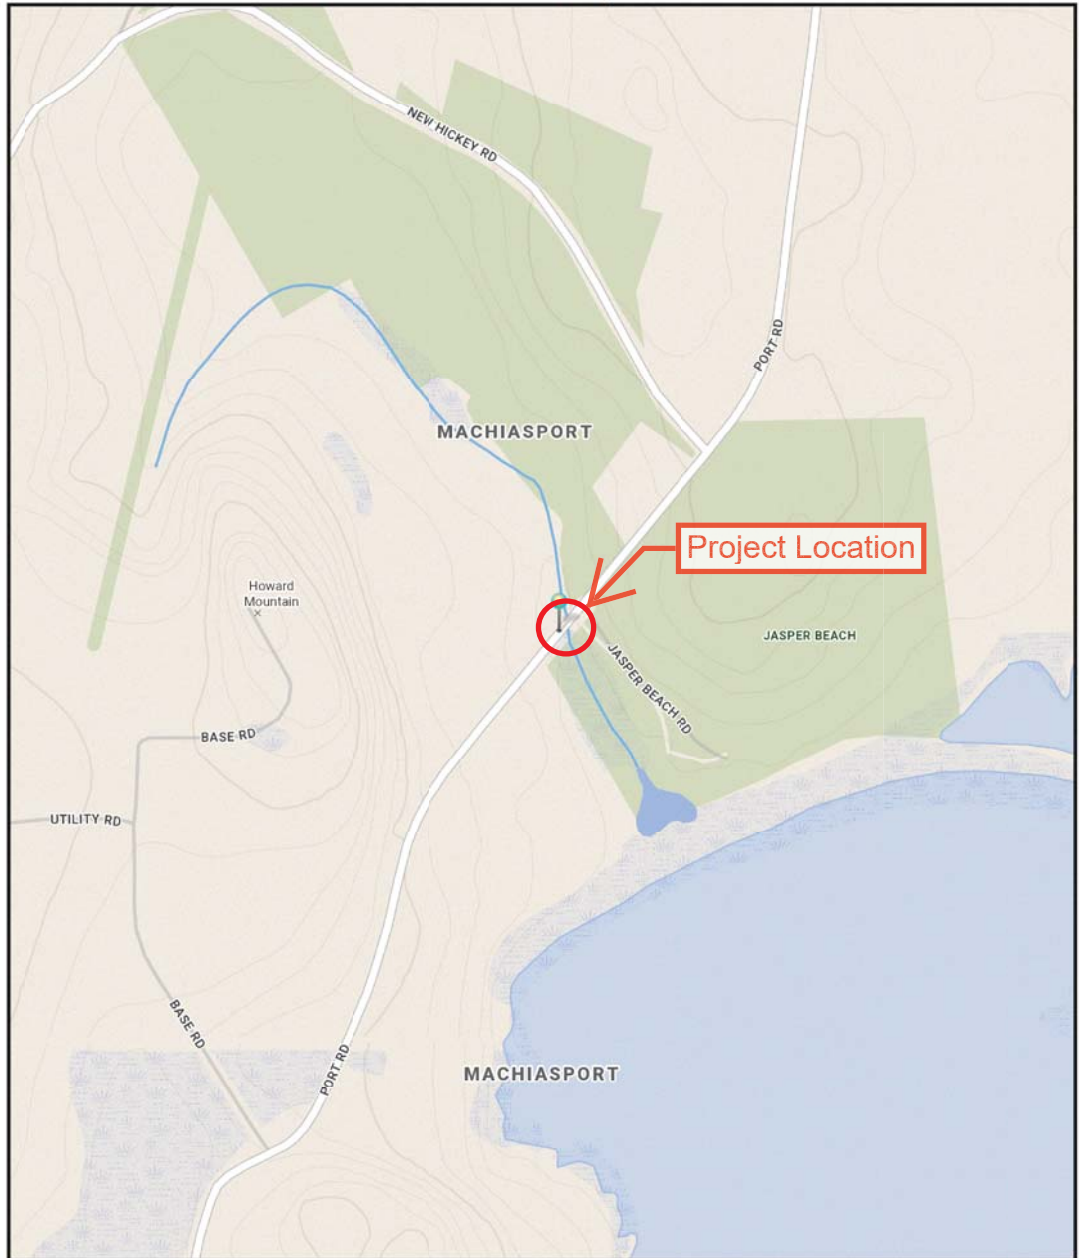 NEW HICKEY RD
PORT RD
MACHIASPORT
Project Location
Howard
Mountain
JASPER BEACH
JASPER BEACH RD
BASE RD
UTILITY RD
BASE RD
PORT RD
MACHIASPORT